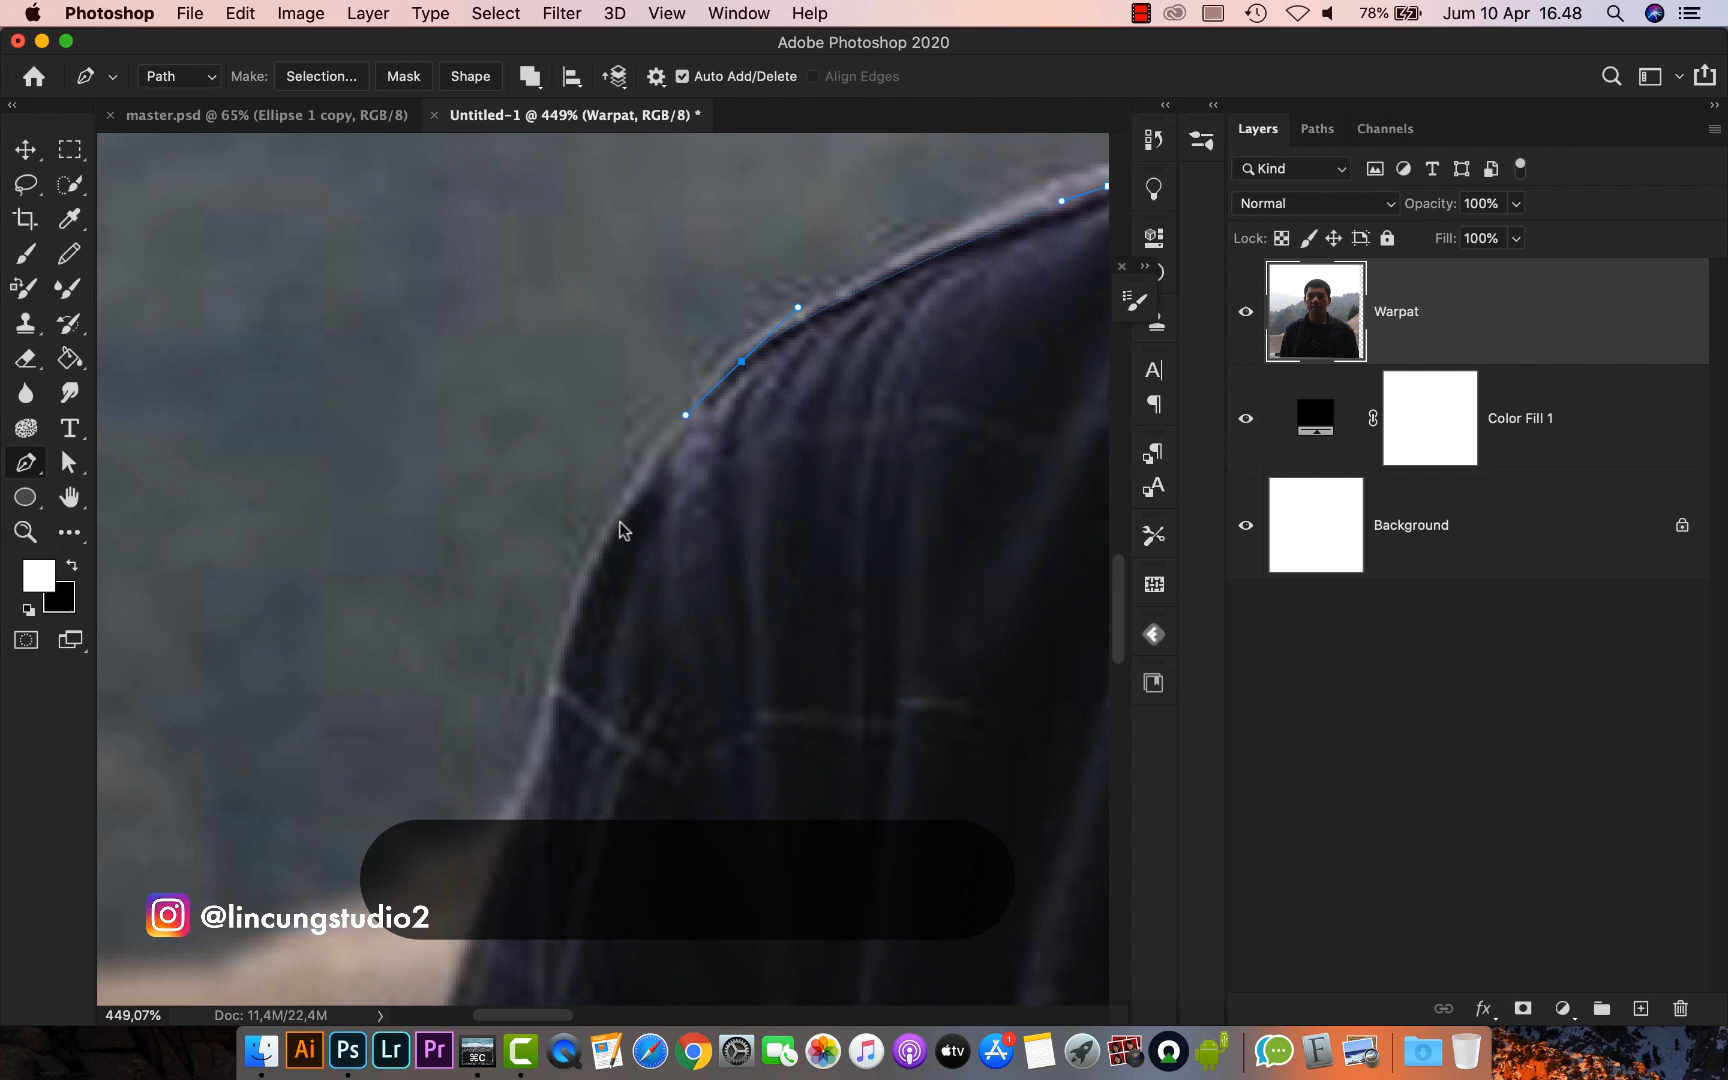 Photoshop File Edit Image Layer Type Select Filter 3D View Window Help 78% Jum 10 Apr 16.48
Adobe Photoshop 2020
Path Make: Selection... Mask Shape Auto Add/Delete Align Edges
master.psd @ 65% (Ellipse 1 copy, RGB/8) Untitled-1 @ 449% (Warpat, RGB/8) *
Layers Paths Channels
Kind
Normal Opacity: 100%
Lock: Fill: 100%
Warpat
Color Fill 1
Background
@lincungstudio2
449,07% Doc: 11,4M/22,4M
Ai Ps Lr Pr ⌘C tv 1